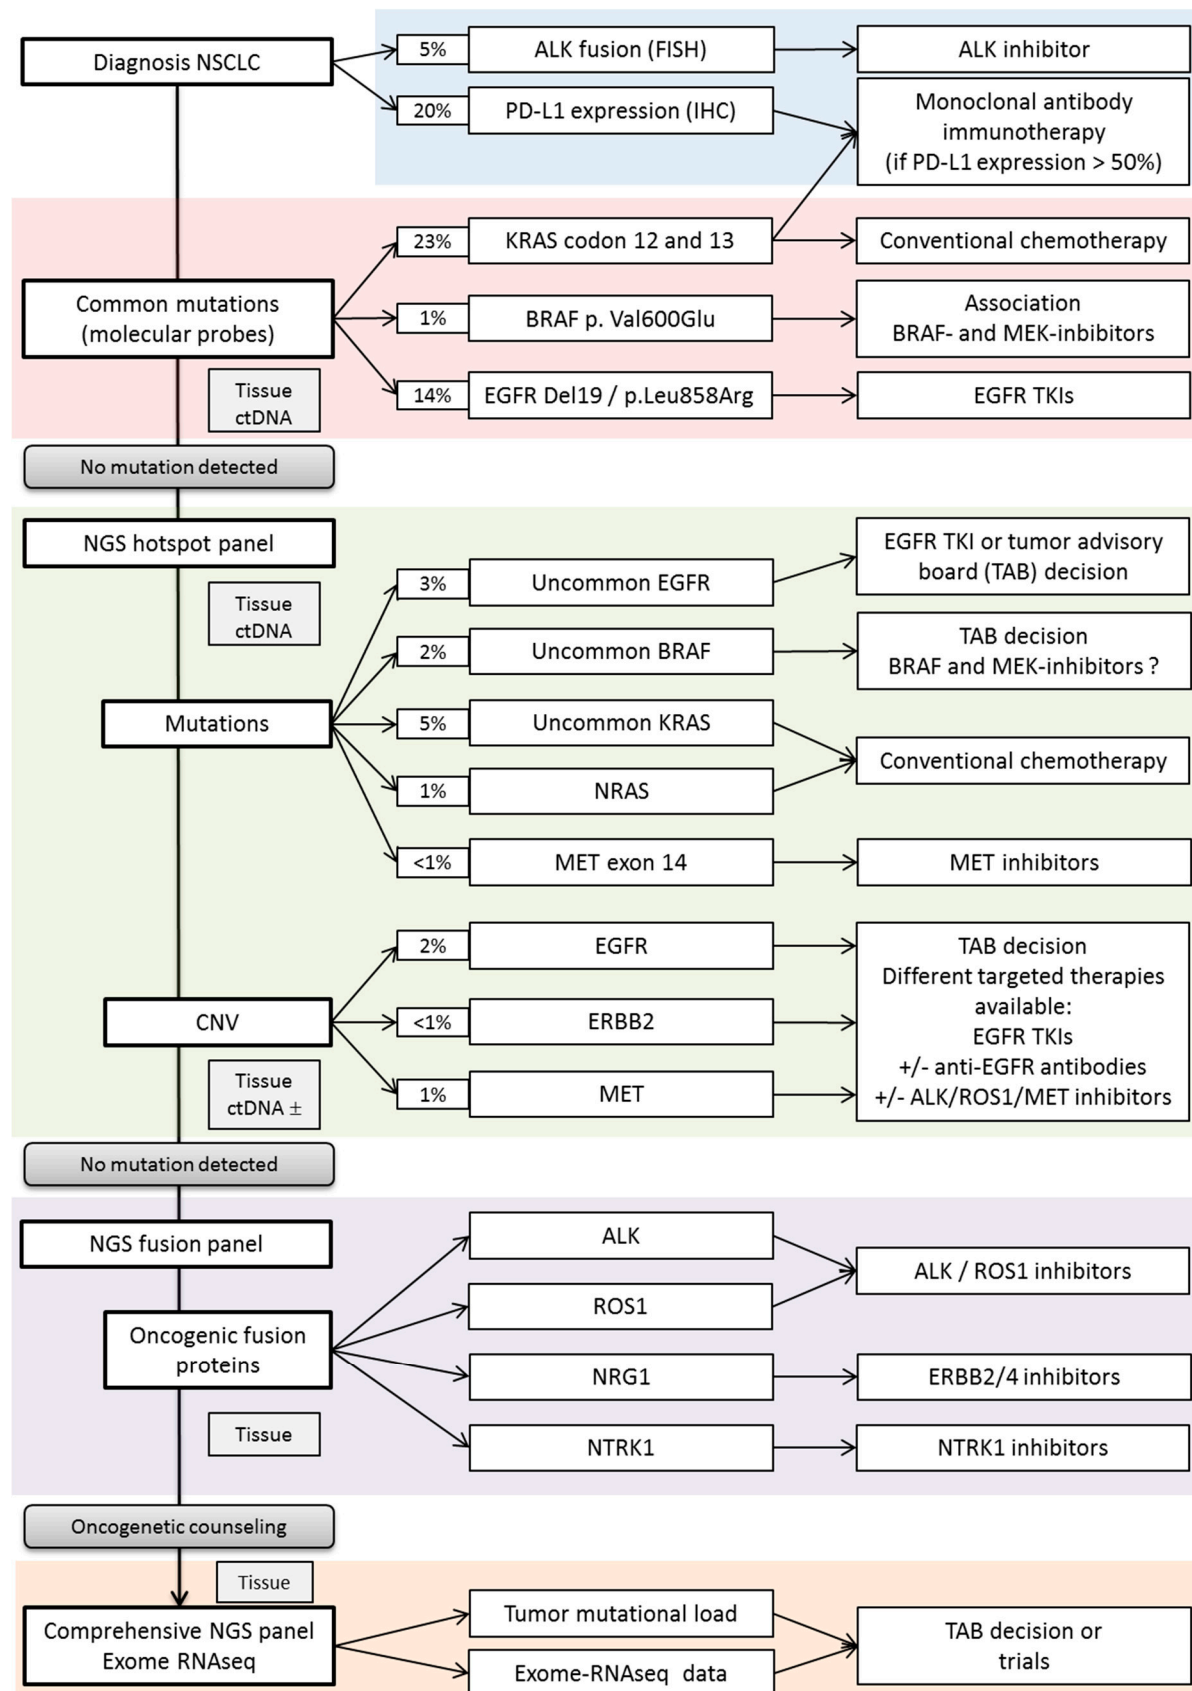 Diagnosis NSCLC
5%
ALK fusion (FISH)
ALK inhibitor
20%
PD-L1 expression (IHC)
Monoclonal antibody
immunotherapy
(if PD-L1 expression > 50%)
Common mutations
(molecular probes)
Tissue
ctDNA
23%
KRAS codon 12 and 13
Conventional chemotherapy
1%
BRAF p. Val600Glu
Association
BRAF- and MEK-inbibitors
14%
EGFR Del19 / p.Leu858Arg
EGFR TKIs
No mutation detected
NGS hotspot panel
Tissue
ctDNA
Mutations
3%
Uncommon EGFR
EGFR TKI or tumor advisory
board (TAB) decision
2%
Uncommon BRAF
TAB decision
BRAF and MEK-inhibitors ?
5%
Uncommon KRAS
1%
NRAS
Conventional chemotherapy
<1%
MET exon 14
MET inhibitors
CNV
Tissue
ctDNA ±
2%
EGFR
<1%
ERBB2
1%
MET
TAB decision
Different targeted therapies
available:
EGFR TKIs
+/- anti-EGFR antibodies
+/- ALK/ROS1/MET inhibitors
No mutation detected
NGS fusion panel
Oncogenic fusion
proteins
Tissue
ALK
ROS1
ALK / ROS1 inhibitors
NRG1
ERBB2/4 inhibitors
NTRK1
NTRK1 inhibitors
Oncogenetic counseling
Tissue
Comprehensive NGS panel
Exome RNAseq
Tumor mutational load
Exome-RNAseq data
TAB decision or
trials